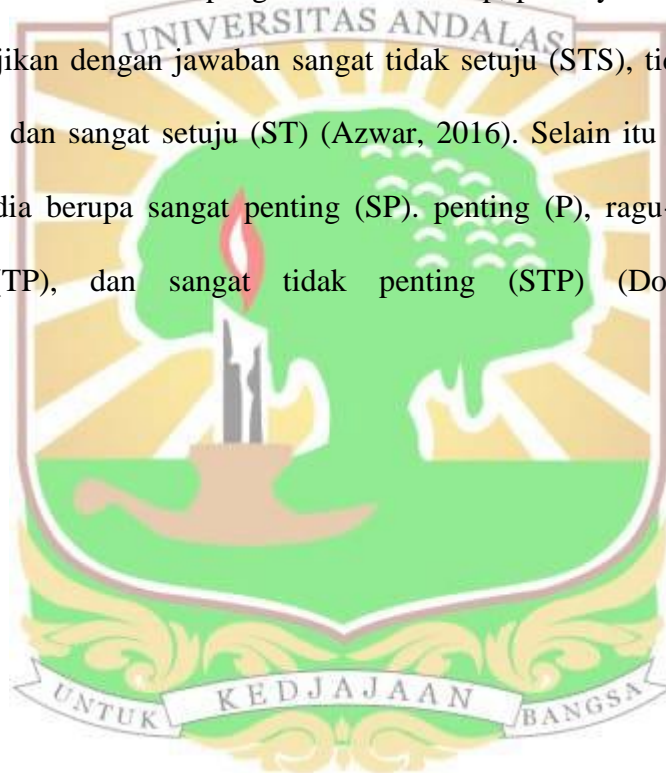 UNIVERSITAS ANDALAS
jikan dengan jawaban sangat tidak setuju (STS),
dan sangat setuju (ST) (Azwar, 2016). Selain itu
dia berupa sangat penting (SP). penting (P), ragu-
TP), dan sangat tidak penting (STP) (Do
UNTUK KEDJAJAAN BANGSA